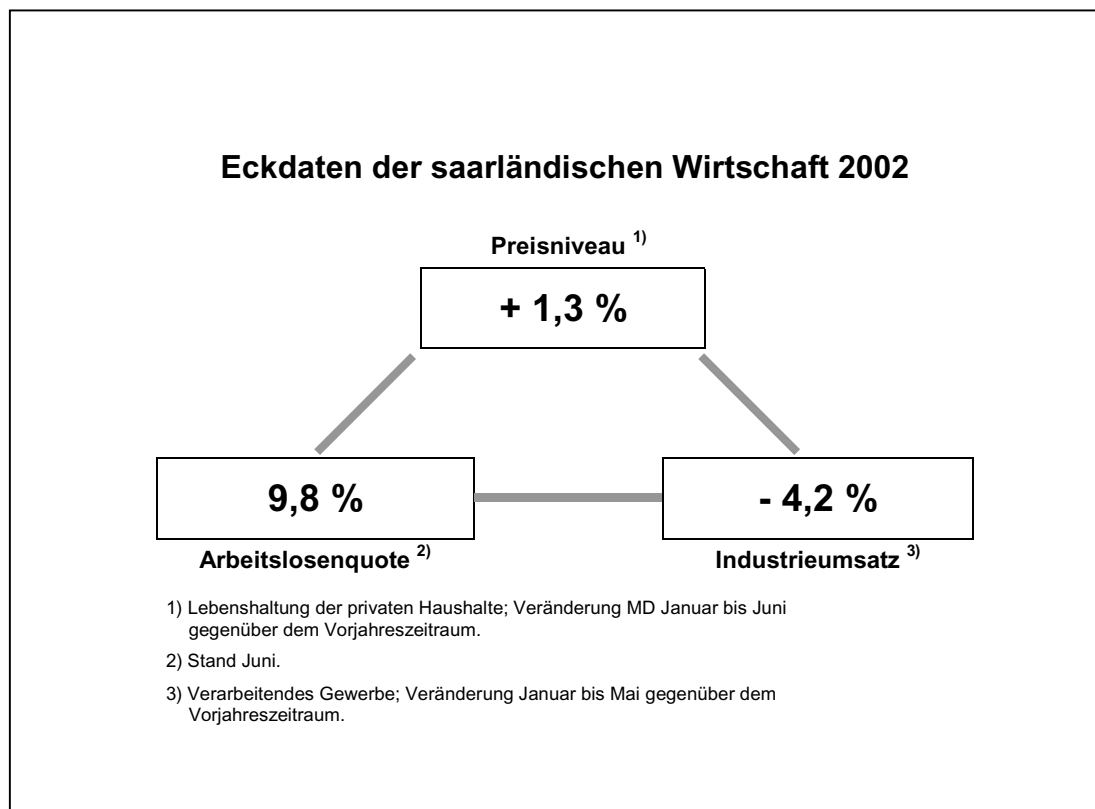 Eckdaten der saarländischen Wirtschaft 2002
Preisniveau 1)
+ 1,3 %
9,8 %
- 4,2 %
Arbeitslosenquote 2)
Industrieumsatz 3)
1) Lebenshaltung der privaten Haushalte; Veränderung MD Januar bis Juni
gegenüber dem Vorjahreszeitraum.
2) Stand Juni.
3) Verarbeitendes Gewerbe; Veränderung Januar bis Mai gegenüber dem
Vorjahreszeitraum.